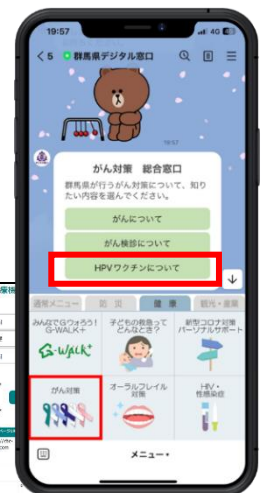 19:57
4G
5 群馬県デジタル窓口
19:57
がん対策 総合窓口
群馬県が行うがん対策について、知り
たい内容を選んでください。
がんについて
がん検診について
HPVワクチンについて
通常メニュー 防災 健康 観光・産業
みんなでGウォぉう!
G-WALK+
子どもの救急って
どんなとき?
新型コロナ対策
パーソナルサポート
G-WALK+
がん対策
オーラルフレイル
対策
HIV・
性感染症
メニュー